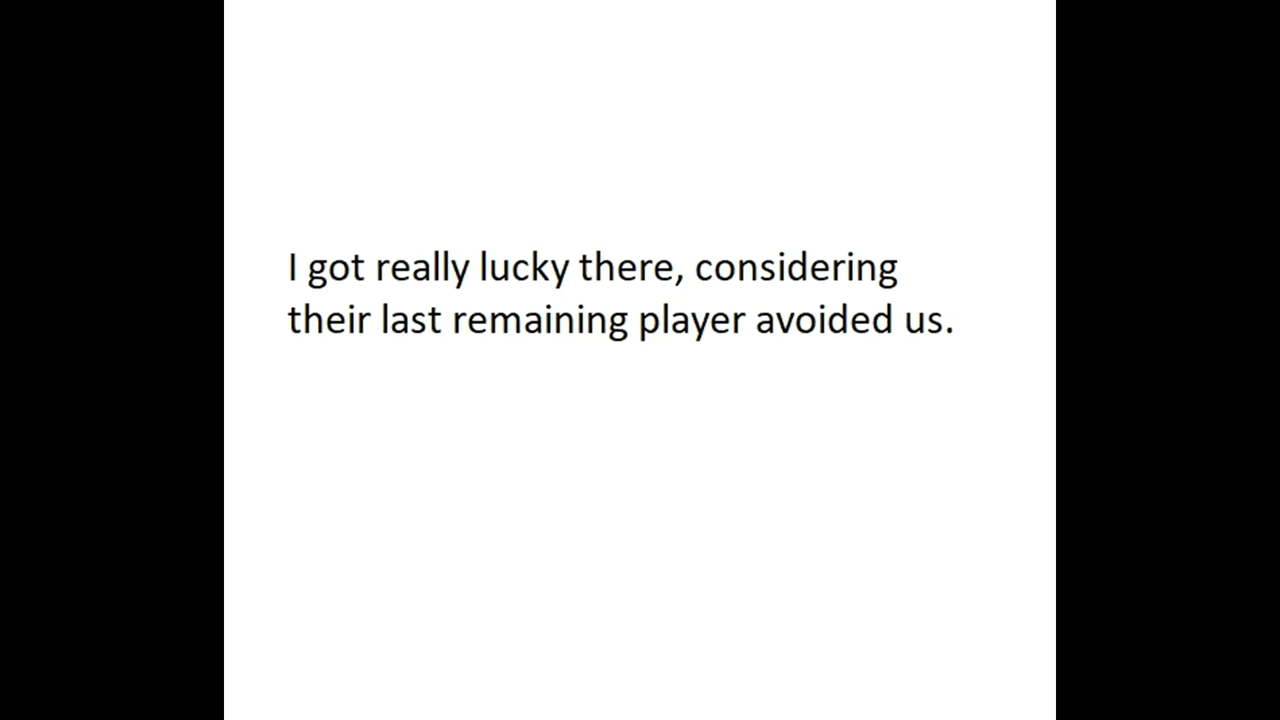 I got really lucky there, considering
their last remaining player avoided us.